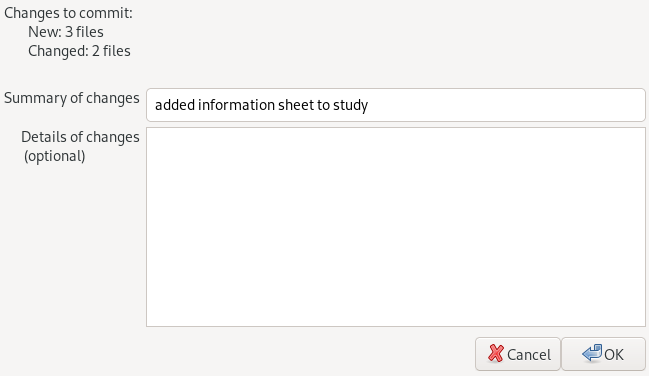 Changes to commit:
New: 3 files
Changed: 2 files
Summary of changes
added information sheet to study
Details of changes
(optional)
Cancel
OK